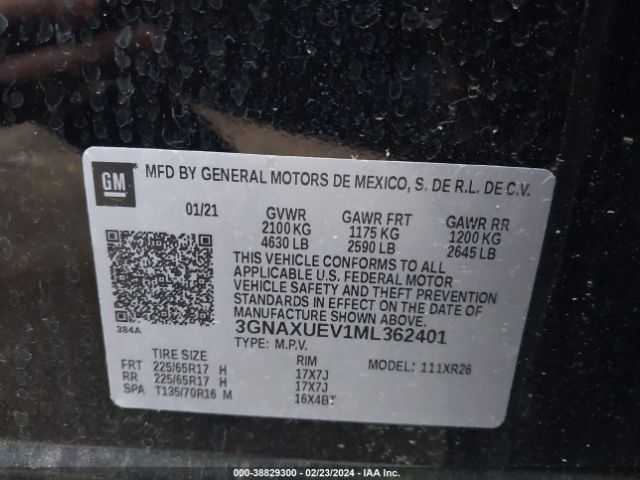 GM
MFD BY GENERAL MOTORS DE MEXICO, S. DE R.L. DE C.V.
01/21 GVWR GAWR FRT GAWR RR
2100 KG 1175 KG 1200 KG
4630 LB 2590 LB 2645 LB
THIS VEHICLE CONFORMS TO ALL
APPLICABLE U.S. FEDERAL MOTOR
VEHICLE SAFETY AND THEFT PREVENTION
STANDARDS IN EFFECT ON THE DATE OF
MANUFACTURE SHOWN ABOVE.
384A
3GNAXUEV1ML362401
TYPE: M.P.V.
TIRE SIZE RIM MODEL: 111XR26
FRT 225/65R17 H 17X7J
RR 225/65R17 H 17X7J
SPA T135/70R16 M 16X4BT
000-38829300 - 02/23/2024 - IAA Inc.